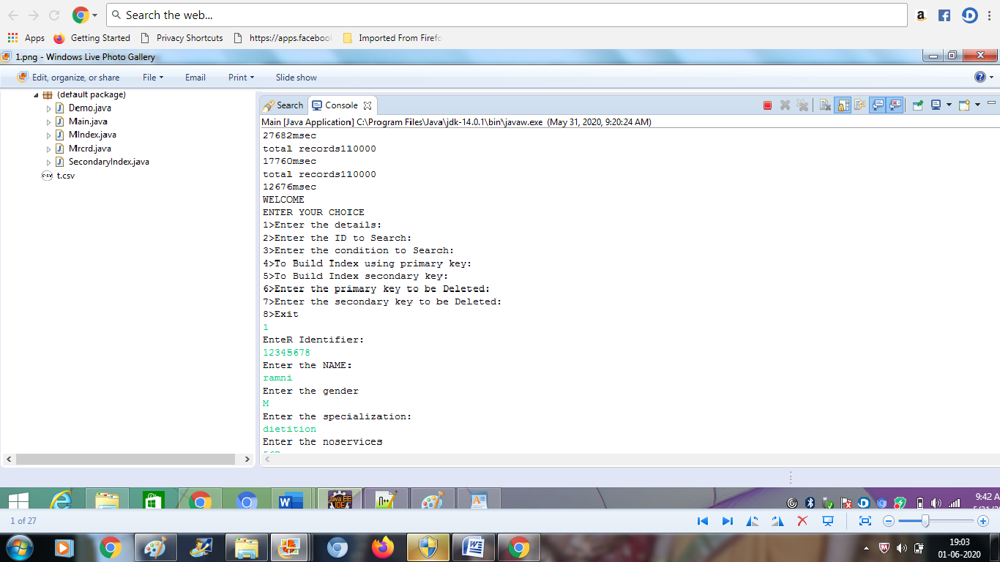 Search the web...
Apps Getting Started Privacy Shortcuts https://apps.facebool Imported From Firefo
1.png - Windows Live Photo Gallery
Edit, organize, or share File Email Print Slide show
(default package)
Demo.java
Main.java
MIndex.java
Mrcrd.java
SecondaryIndex.java
t.csv
Search Console
Main [Java Application] C:\Program Files\Java\jdk-14.0.1\bin\javaw.exe (May 31, 2020, 9:20:24 AM)
27682msec
total records110000
17760msec
total records110000
12676msec
WELCOME
ENTER YOUR CHOICE
1>Enter the details:
2>Enter the ID to Search:
3>Enter the condition to Search:
4>To Build Index using primary key:
5>To Build Index secondary key:
6>Enter the primary key to be Deleted:
7>Enter the secondary key to be Deleted:
8>Exit
1
EnteR Identifier:
12345678
Enter the NAME:
ramni
Enter the gender
M
Enter the specialization:
dietition
Enter the noservices
9:42 A
1 of 27
19:03
01-06-2020